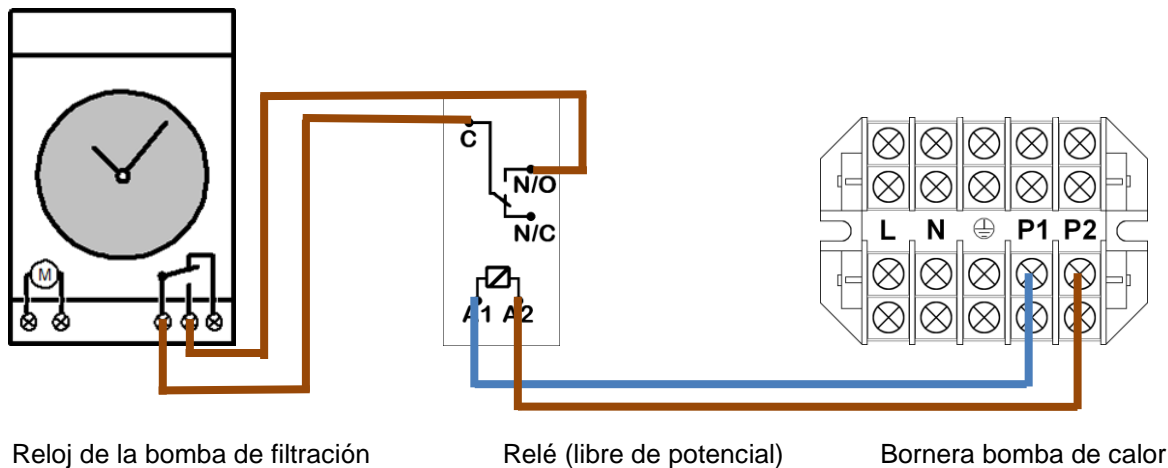 C
N/O
N/C
M
A1 A2
L N P1 P2
Reloj de la bomba de filtración
Relé (libre de potencial)
Bornera bomba de calor